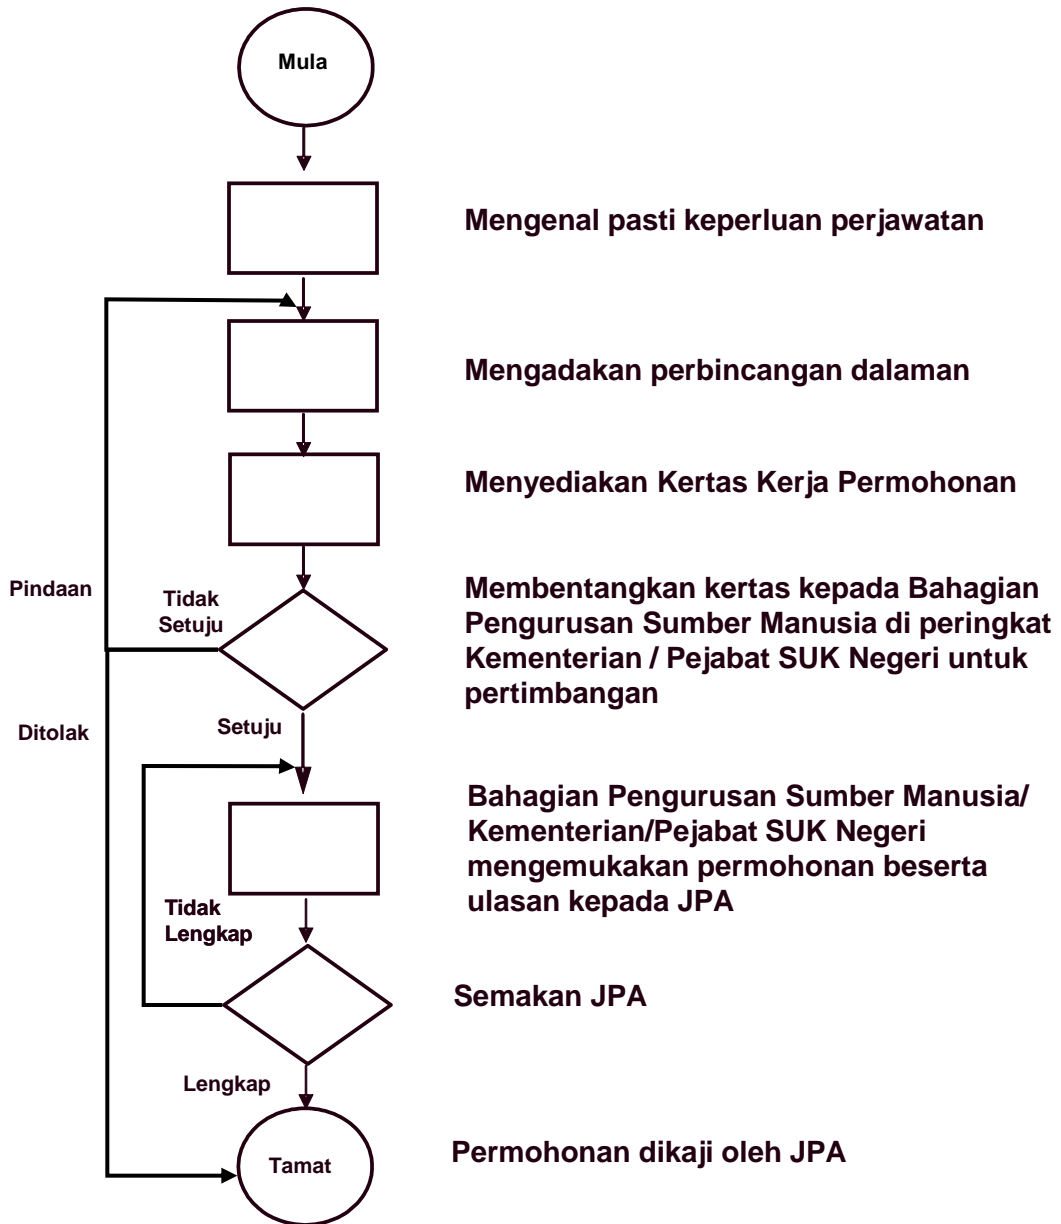 Mula
Mengenal pasti keperluan perjawatan
Mengadakan perbincangan dalaman
Menyediakan Kertas Kerja Permohonan
Pindaan
Tidak
Setuju
Membentangkan kertas kepada Bahagian
Pengurusan Sumber Manusia di peringkat
Kementerian / Pejabat SUK Negeri untuk
pertimbangan
Ditolak
Setuju
Bahagian Pengurusan Sumber Manusia/
Kementerian/Pejabat SUK Negeri
mengemukakan permohonan beserta
ulasan kepada JPA
Tidak
Lengkap
Semakan JPA
Lengkap
Tamat
Permohonan dikaji oleh JPA